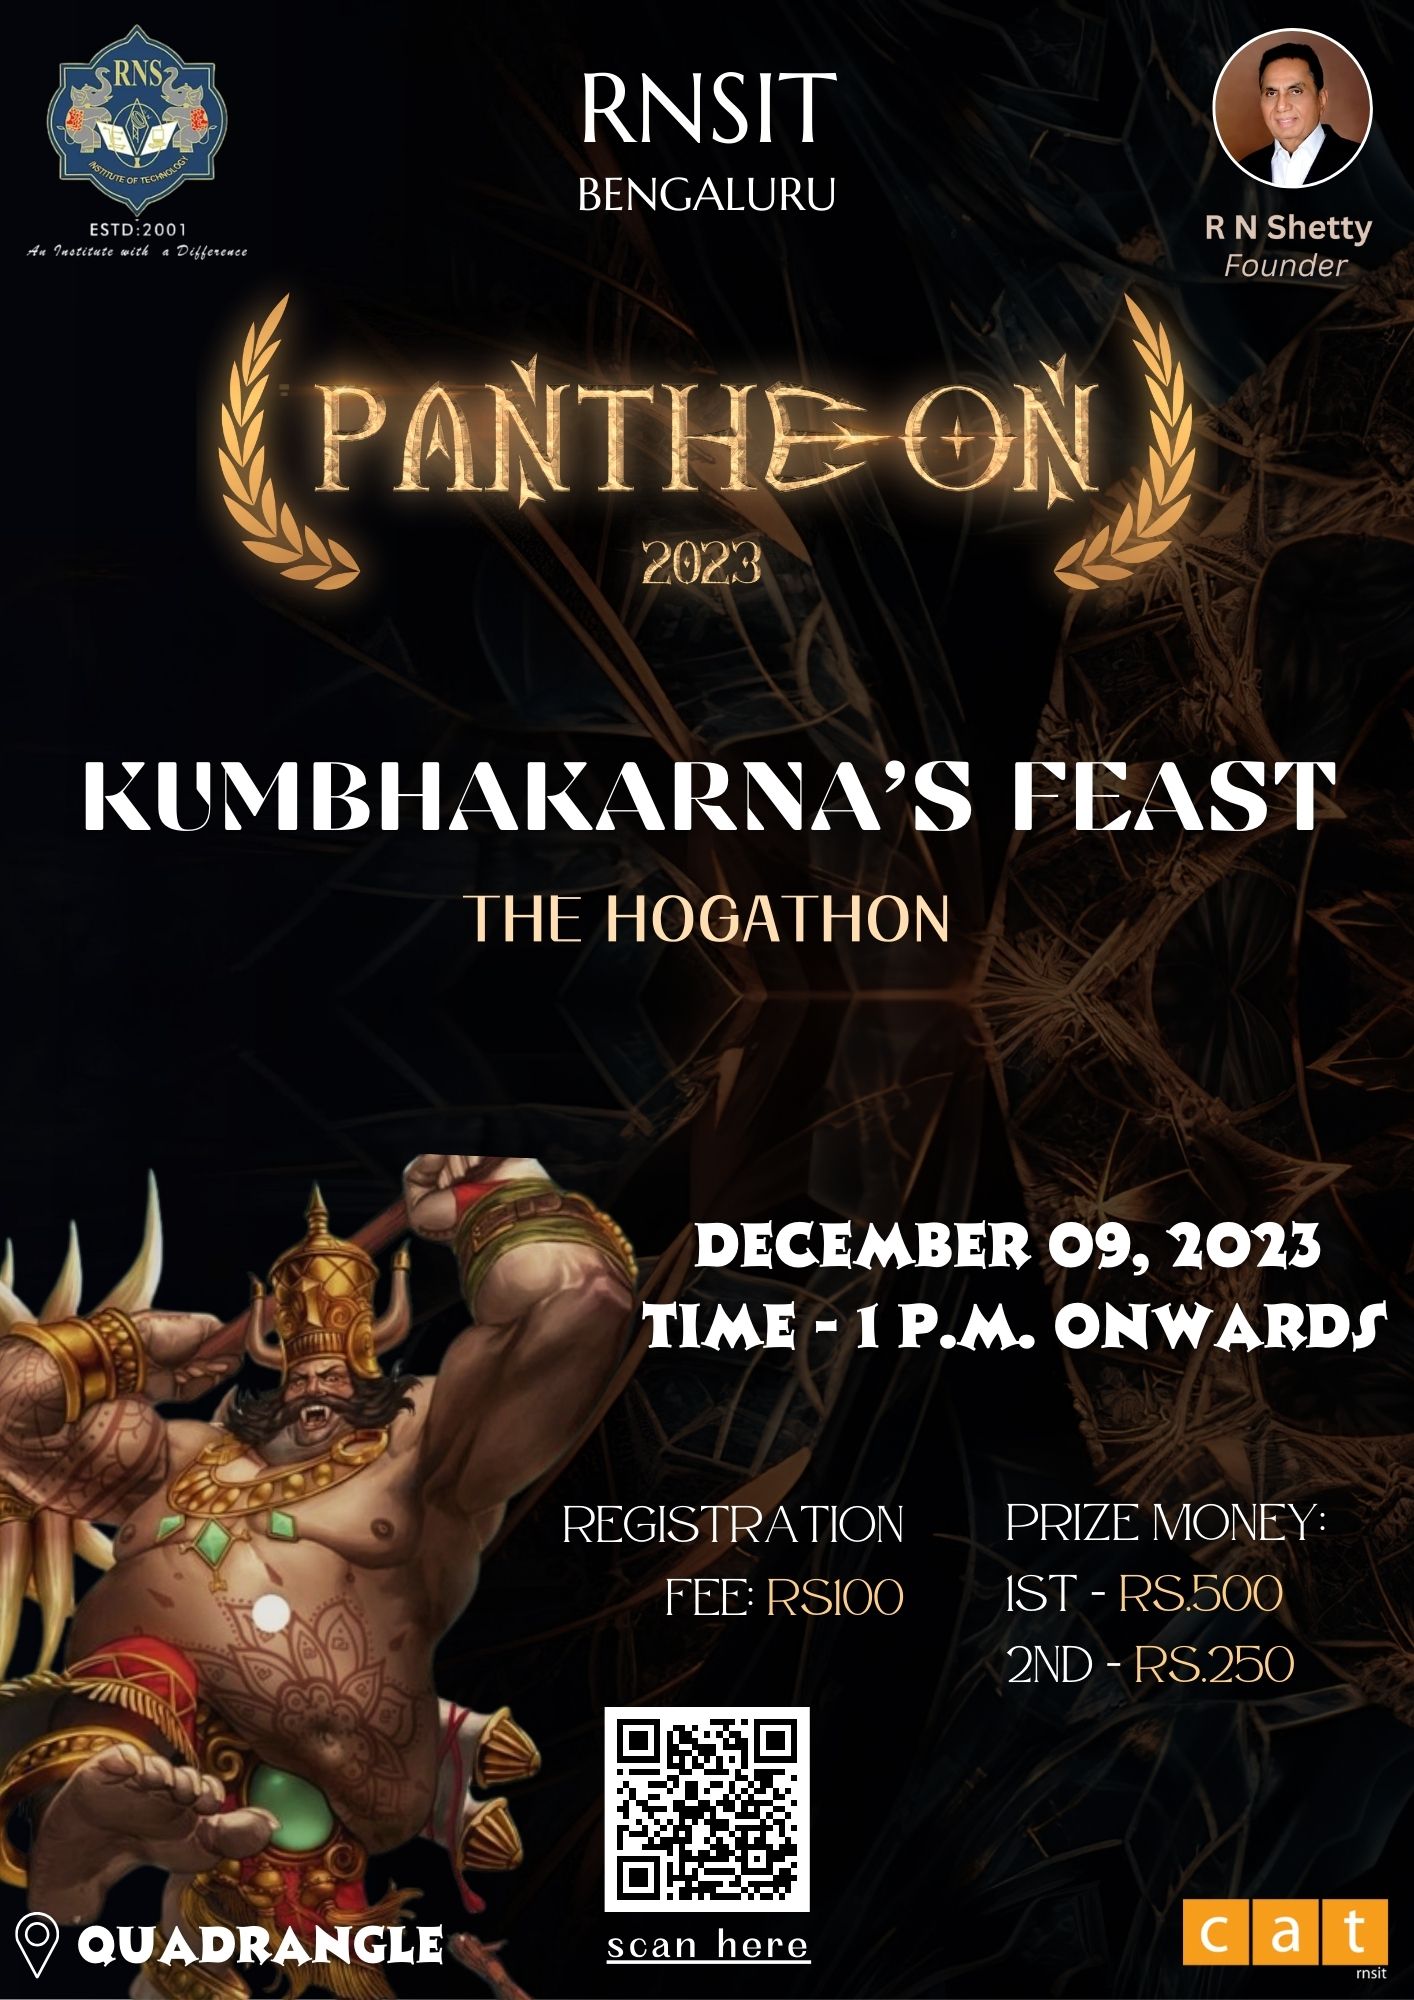 RNS
INSTITUTE OF TECHNOLOGY
ESTD:2001
An Institute with a Difference
RNSIT
BENGALURU
R N Shetty
Founder
PANTHEON
2023
KUMBHAKARNA'S FEAST
THE HOGATHON
DECEMBER 09, 2023
TIME - 1 P.M. ONWARDS
REGISTRATION
FEE: RS100
PRIZE MONEY:
1ST - RS.500
2ND - RS.250
QUADRANGLE
scan here
cat
rnsit